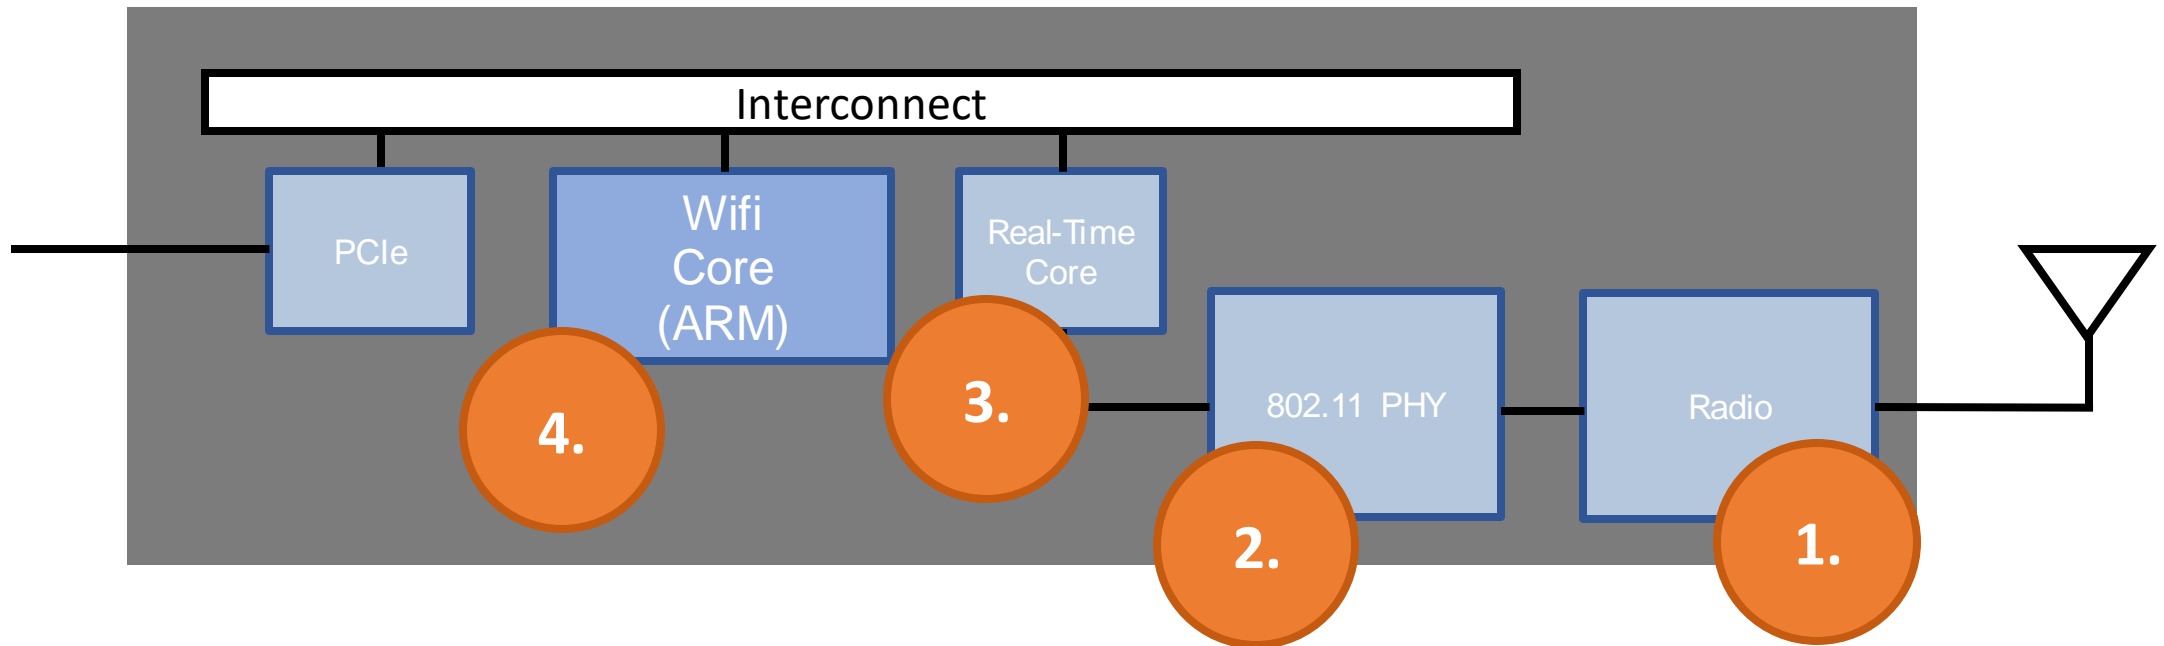 Interconnect
PCIe
Wifi
Core
(ARM)
Real-Time
Core
802.11 PHY
Radio
4.
3.
2.
1.